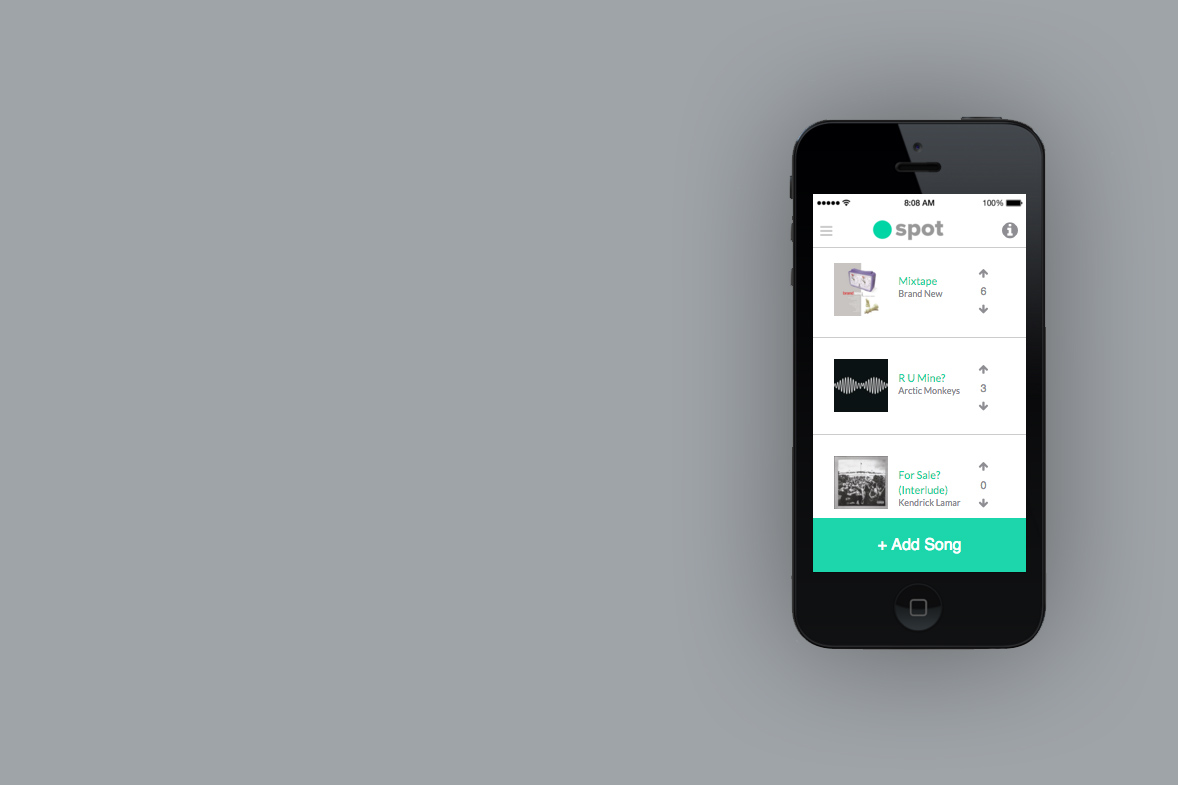 8:08 AM
100%
spot
Mixtape
Brand New
6
R U Mine?
Arctic Monkeys
3
For Sale?
(Interlude)
Kendrick Lamar
0
+ Add Song